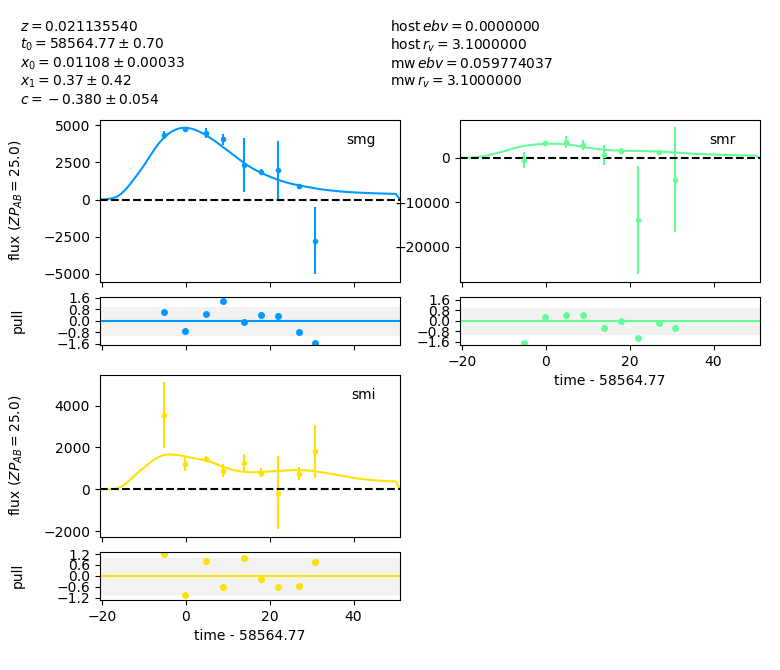 z = 0.021135540
t₀ = 58564.77 ± 0.70
x₀ = 0.01108 ± 0.00033
x₁ = 0.37 ± 0.42
c = −0.380 ± 0.054
host ebv = 0.0000000
host r_v = 3.1000000
mw ebv = 0.059774037
mw r_v = 3.1000000
smg
5000
2500
0
−2500
−5000
flux (ZP_AB = 25.0)
smr
0
−10000
−20000
1.6
0.8
0.0
−0.8
−1.6
pull
1.6
0.8
0.0
−0.8
−1.6
−20 0 20 40
time - 58564.77
smi
4000
2000
0
−2000
flux (ZP_AB = 25.0)
1.2
0.6
0.0
−0.6
−1.2
pull
−20 0 20 40
time - 58564.77